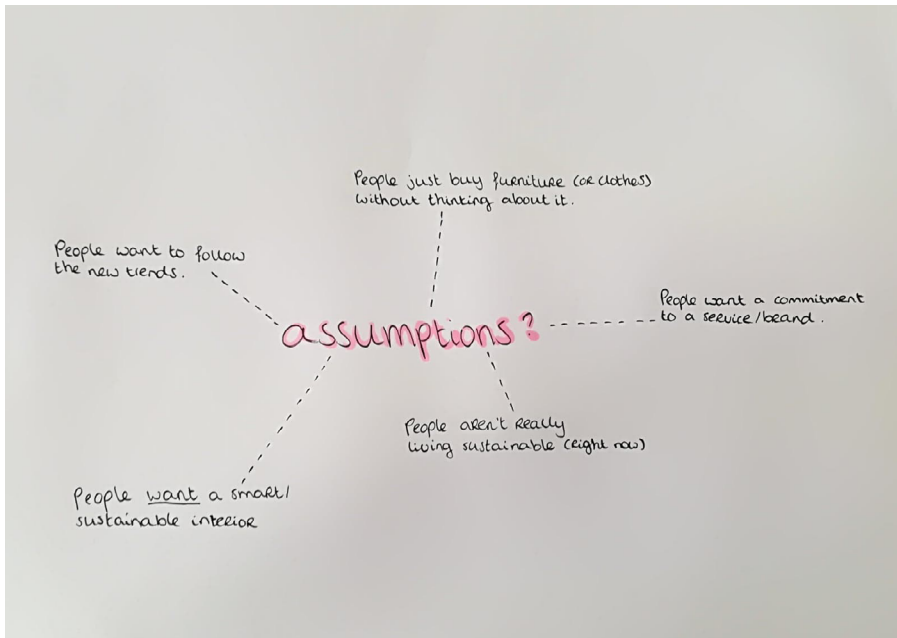 People just buy furniture (or clothes)
without thinking about it.
People want to follow
the new trends.
People want a commitment
to a service/brand.
assumptions?
People aren't really
living sustainable (right now)
People want a smart/
sustainable interior